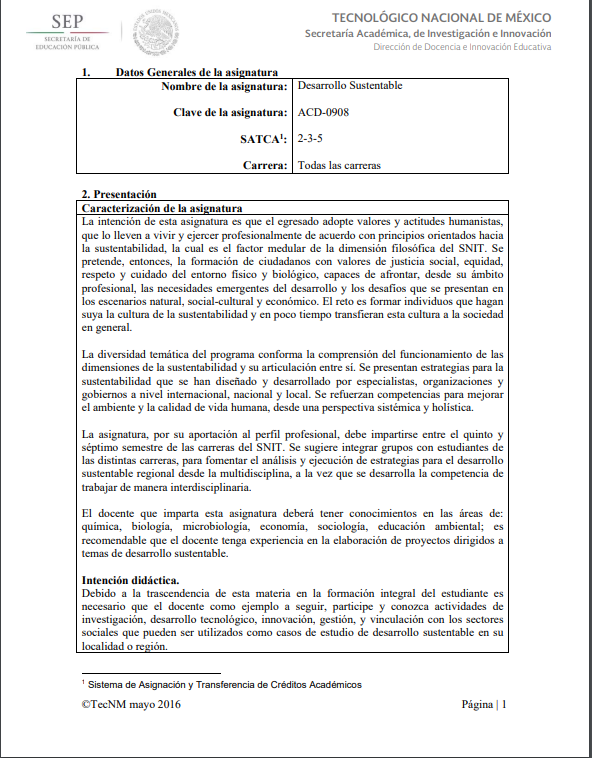 SEP
SECRETARÍA DE
EDUCACIÓN PÚBLICA
TECNOLÓGICO NACIONAL DE MÉXICO
Secretaría Académica, de Investigación e Innovación
Dirección de Docencia e Innovación Educativa
1. Datos Generales de la asignatura
Nombre de la asignatura: Desarrollo Sustentable
Clave de la asignatura: ACD-0908
SATCA¹: 2-3-5
Carrera: Todas las carreras
2. Presentación
Caracterización de la asignatura
La intención de esta asignatura es que el egresado adopte valores y actitudes humanistas,
que lo lleven a vivir y ejercer profesionalmente de acuerdo con principios orientados hacia
la sustentabilidad, la cual es el factor medular de la dimensión filosófica del SNIT. Se
pretende, entonces, la formación de ciudadanos con valores de justicia social, equidad,
respeto y cuidado del entorno físico y biológico, capaces de afrontar, desde su ámbito
profesional, las necesidades emergentes del desarrollo y los desafíos que se presentan en
los escenarios natural, social-cultural y económico. El reto es formar individuos que hagan
suya la cultura de la sustentabilidad y en poco tiempo transfieran esta cultura a la sociedad
en general.
La diversidad temática del programa conforma la comprensión del funcionamiento de las
dimensiones de la sustentabilidad y su articulación entre sí. Se presentan estrategias para la
sustentabilidad que se han diseñado y desarrollado por especialistas, organizaciones y
gobiernos a nivel internacional, nacional y local. Se refuerzan competencias para mejorar
el ambiente y la calidad de vida humana, desde una perspectiva sistémica y holística.
La asignatura, por su aportación al perfil profesional, debe impartirse entre el quinto y
séptimo semestre de las carreras del SNIT. Se sugiere integrar grupos con estudiantes de
las distintas carreras, para fomentar el análisis y ejecución de estrategias para el desarrollo
sustentable regional desde la multidisciplina, a la vez que se desarrolla la competencia de
trabajar de manera interdisciplinaria.
El docente que imparta esta asignatura deberá tener conocimientos en las áreas de:
química, biología, microbiología, economía, sociología, educación ambiental; es
recomendable que el docente tenga experiencia en la elaboración de proyectos dirigidos a
temas de desarrollo sustentable.
Intención didáctica.
Debido a la trascendencia de esta materia en la formación integral del estudiante es
necesario que el docente como ejemplo a seguir, participe y conozca actividades de
investigación, desarrollo tecnológico, innovación, gestión, y vinculación con los sectores
sociales que pueden ser utilizados como casos de estudio de desarrollo sustentable en su
localidad o región.
¹ Sistema de Asignación y Transferencia de Créditos Académicos
©TecNM mayo 2016 Página | 1